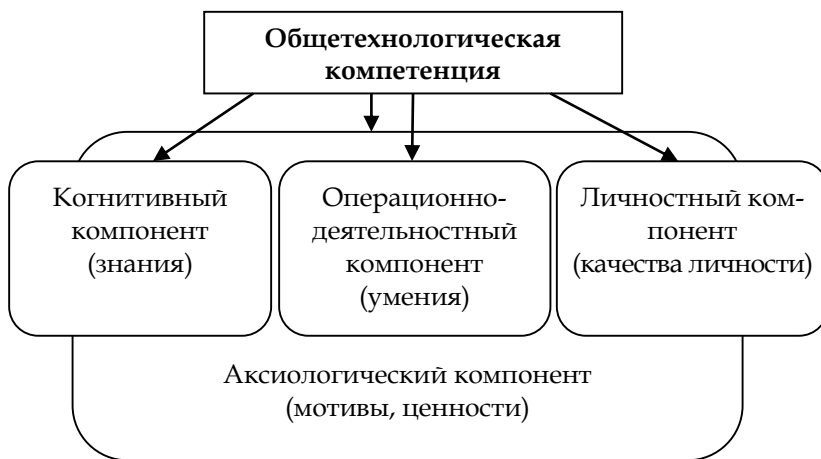 Общетехнологическая
компетенция
Когнитивный
компонент
(знания)
Операционно-
деятельностный
компонент
(умения)
Личностный ком-
понент
(качества личности)
Аксиологический компонент
(мотивы, ценности)